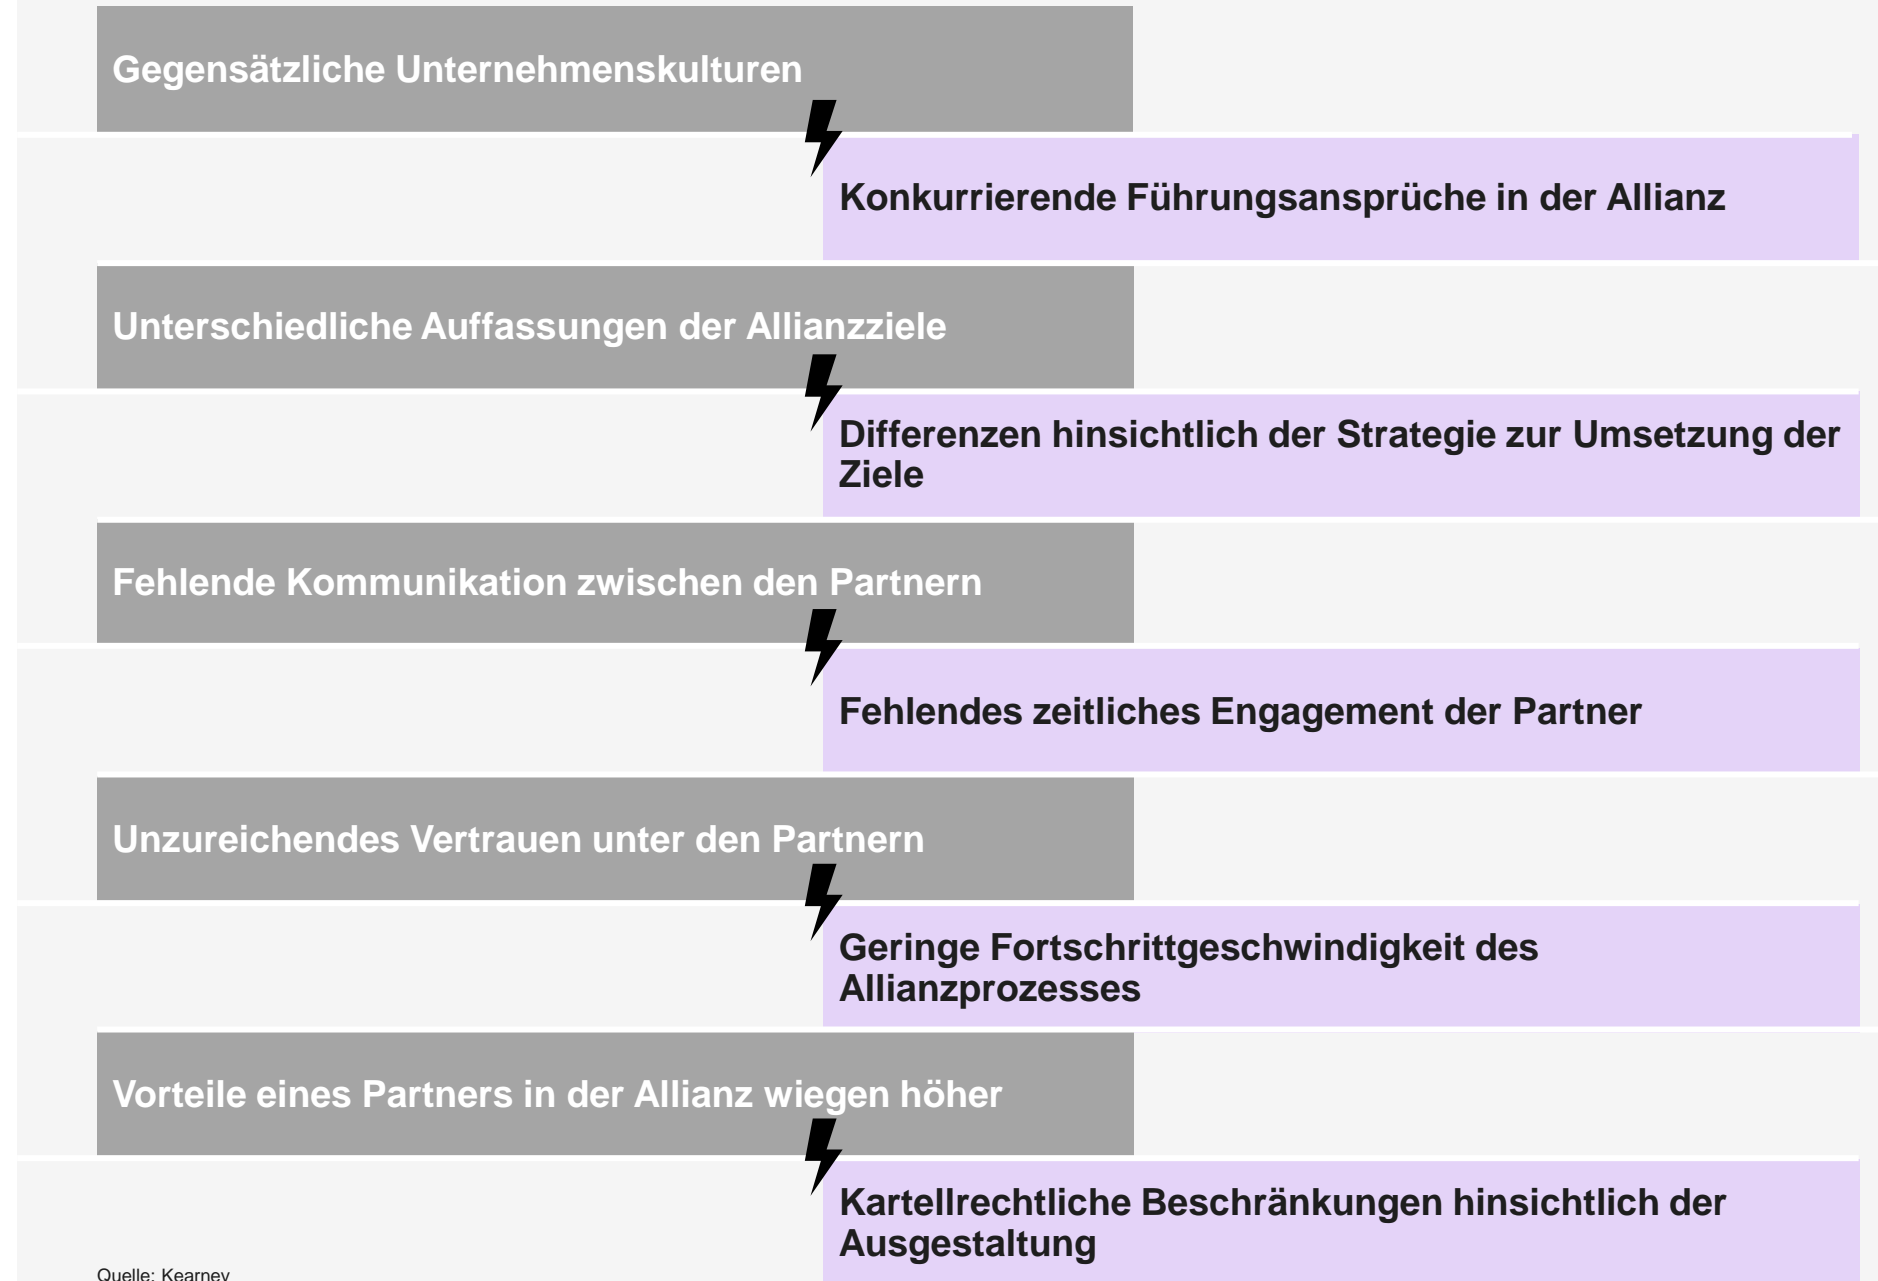 Gegensätzliche Unternehmenskulturen
Konkurrierende Führungsansprüche in der Allianz
Unterschiedliche Auffassungen der Allianzziele
Differenzen hinsichtlich der Strategie zur Umsetzung der
Ziele
Fehlende Kommunikation zwischen den Partnern
Fehlendes zeitliches Engagement der Partner
Unzureichendes Vertrauen unter den Partnern
Geringe Fortschrittgeschwindigkeit des
Allianzprozesses
Vorteile eines Partners in der Allianz wiegen höher
Kartellrechtliche Beschränkungen hinsichtlich der
Ausgestaltung
Quelle: Kearney